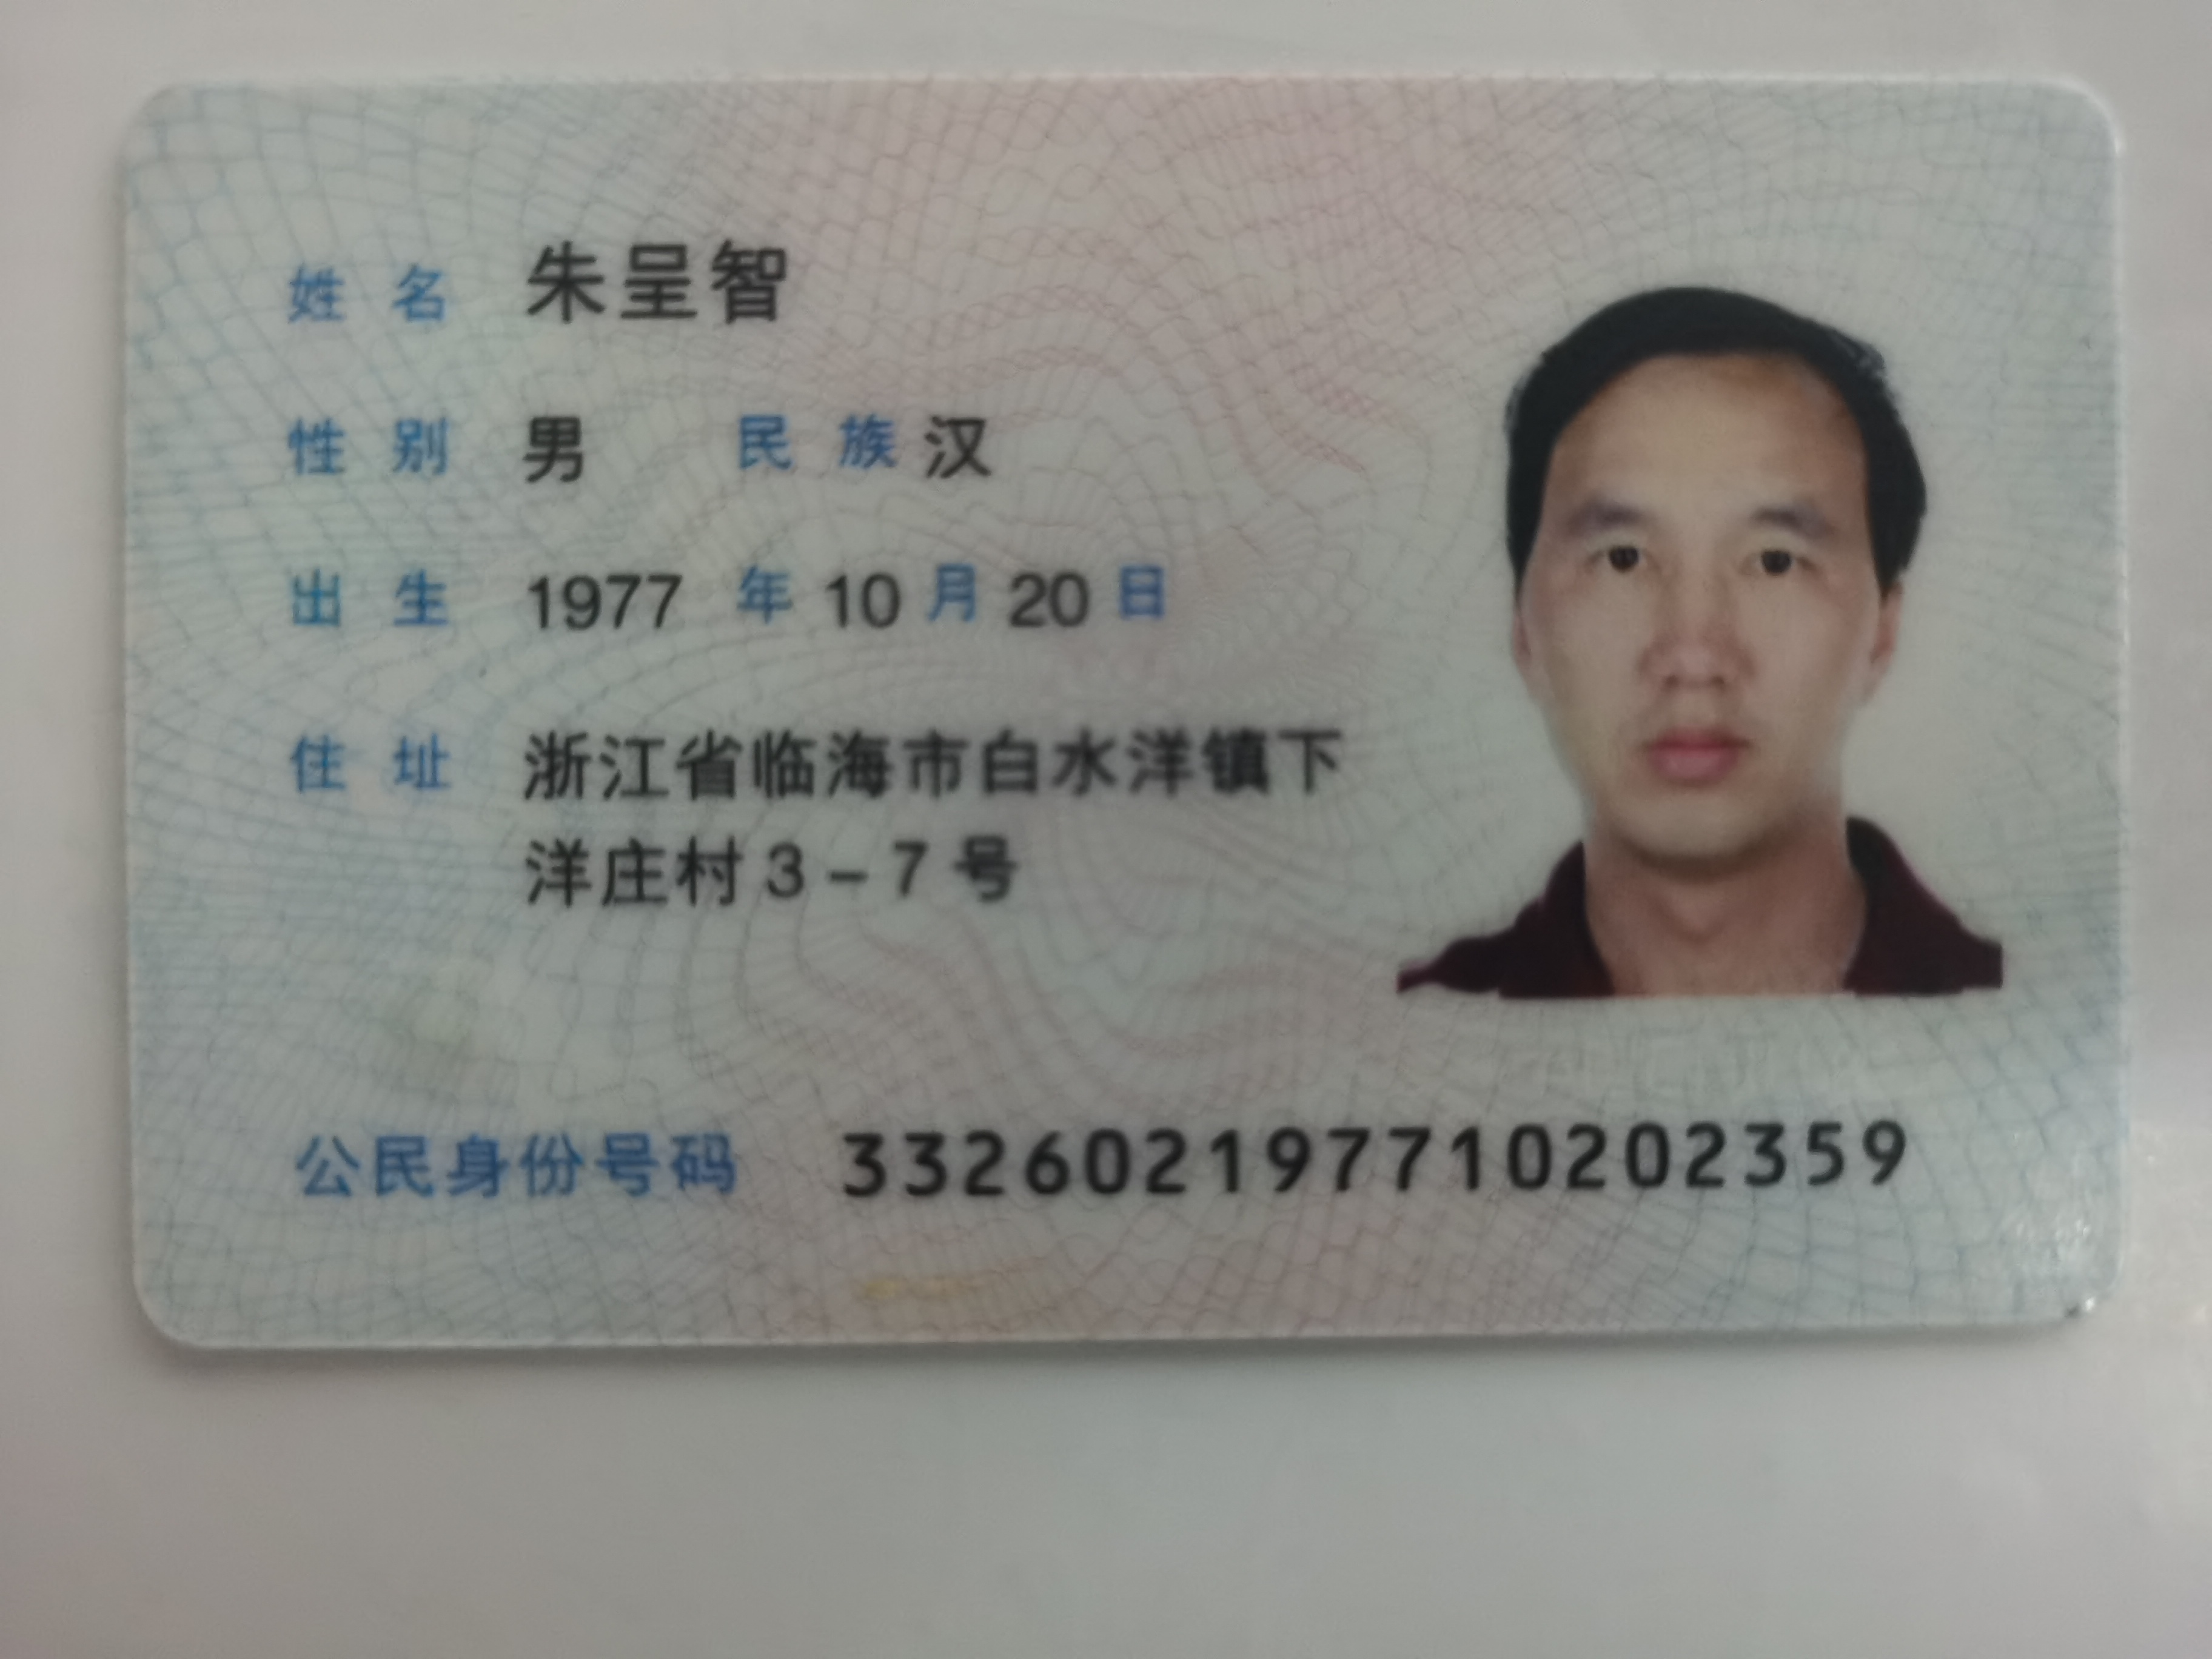 姓名 朱呈智
性别 男 民族 汉
出生 1977 年 10 月 20 日
住址 浙江省临海市白水洋镇下
洋庄村3-7号
公民身份号码 332602197710202359